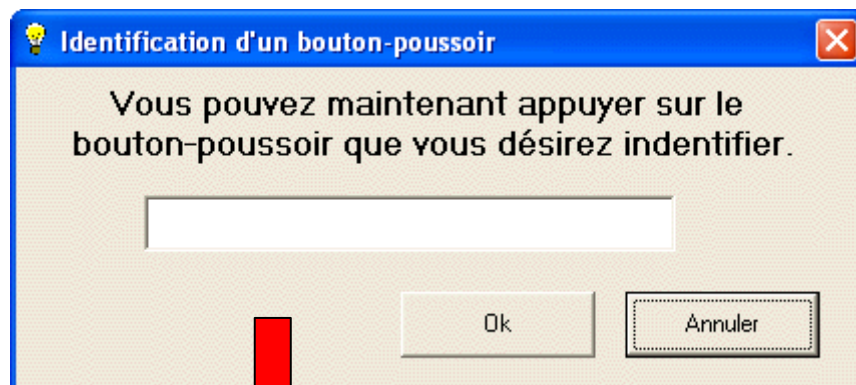 Identification d'un bouton-poussoir
Vous pouvez maintenant appuyer sur le
bouton-poussoir que vous désirez indentifier.
Ok
Annuler